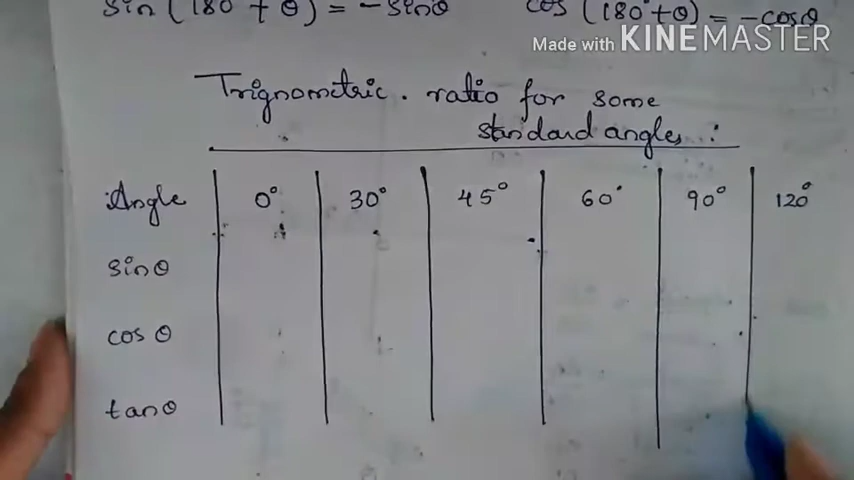 sin (180 + θ) = - sinθ cos (180° + θ) = - cosθ
Made with KINEMASTER
Trignometric. ratio for some
standard angles :
Angle 0° 30° 45° 60° 90° 120°
sinθ
cos θ
tanθ